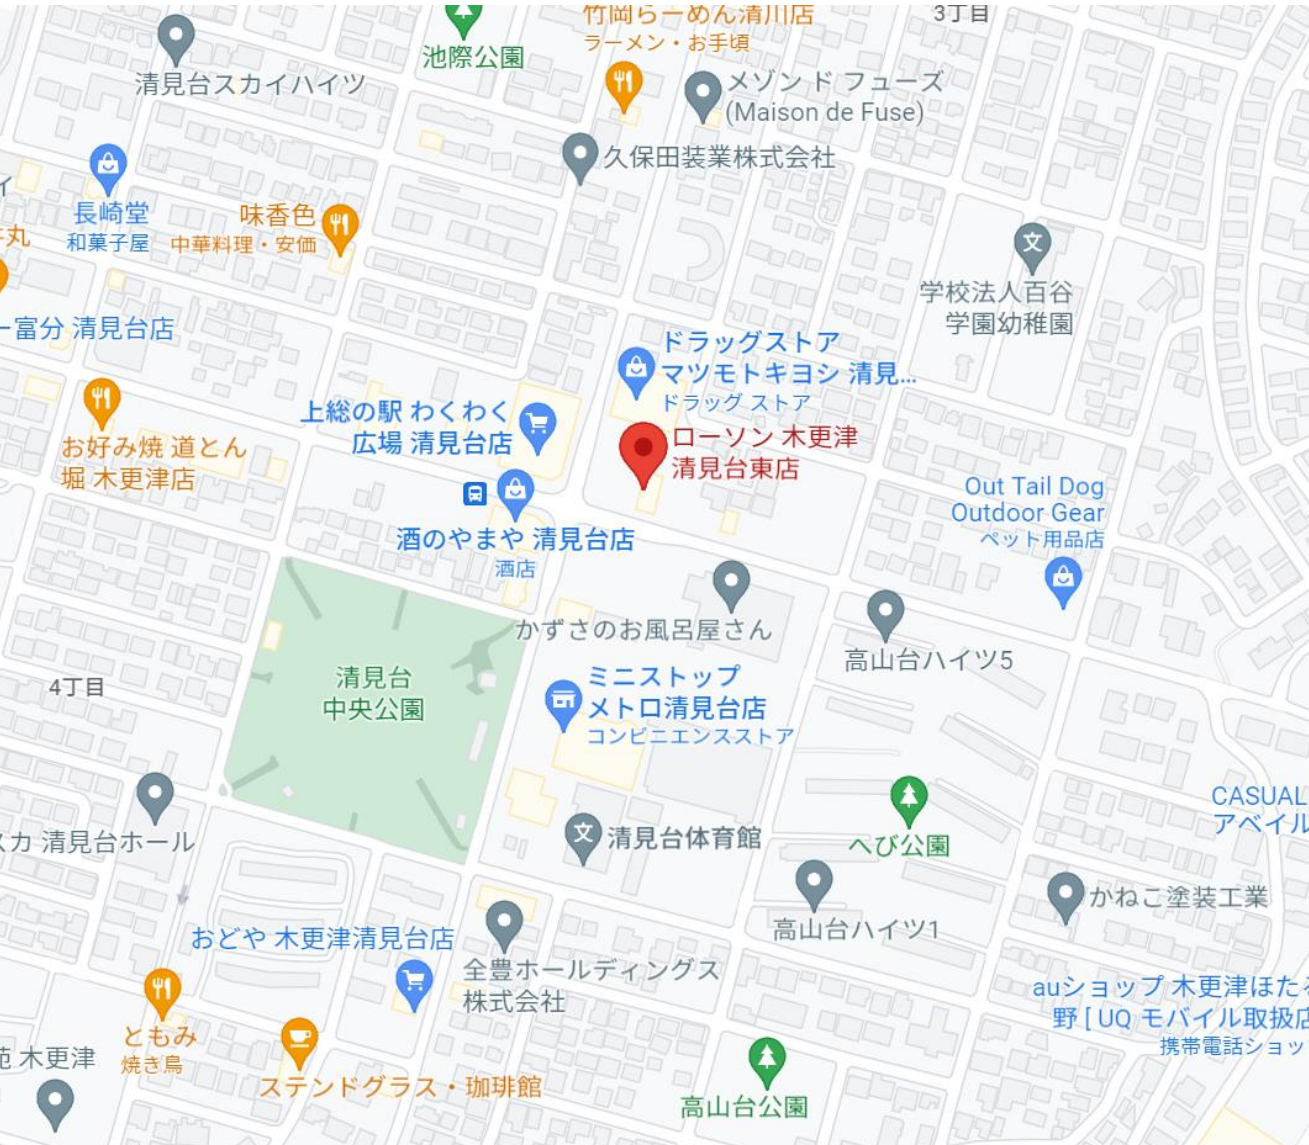 竹岡らーめん清川店
ラーメン・お手頃
3丁目
池際公園
清見台スカイハイツ
メゾン ド フューズ
(Maison de Fuse)
久保田装業株式会社
長崎堂
和菓子屋
味香色
中華料理・安価
丸
学校法人百谷
学園幼稚園
ー富分 清見台店
ドラッグストア
マツモトキヨシ 清見...
ドラッグ ストア
上総の駅 わくわく
広場 清見台店
ローソン 木更津
清見台東店
お好み焼 道とん
堀 木更津店
Out Tail Dog
Outdoor Gear
ペット用品店
酒のやまや 清見台店
酒店
かずさのお風呂屋さん
高山台ハイツ5
清見台
中央公園
4丁目
ミニストップ
メトロ清見台店
コンビニエンスストア
CASUAL
アベイル
スカ 清見台ホール
清見台体育館
へび公園
かねこ塗装工業
高山台ハイツ1
おどや 木更津清見台店
全豊ホールディングス
株式会社
auショップ 木更津ほたる
野 [ UQ モバイル取扱店
携帯電話ショッ
ともみ
焼き鳥
苑 木更津
ステンドグラス・珈琲館
高山台公園